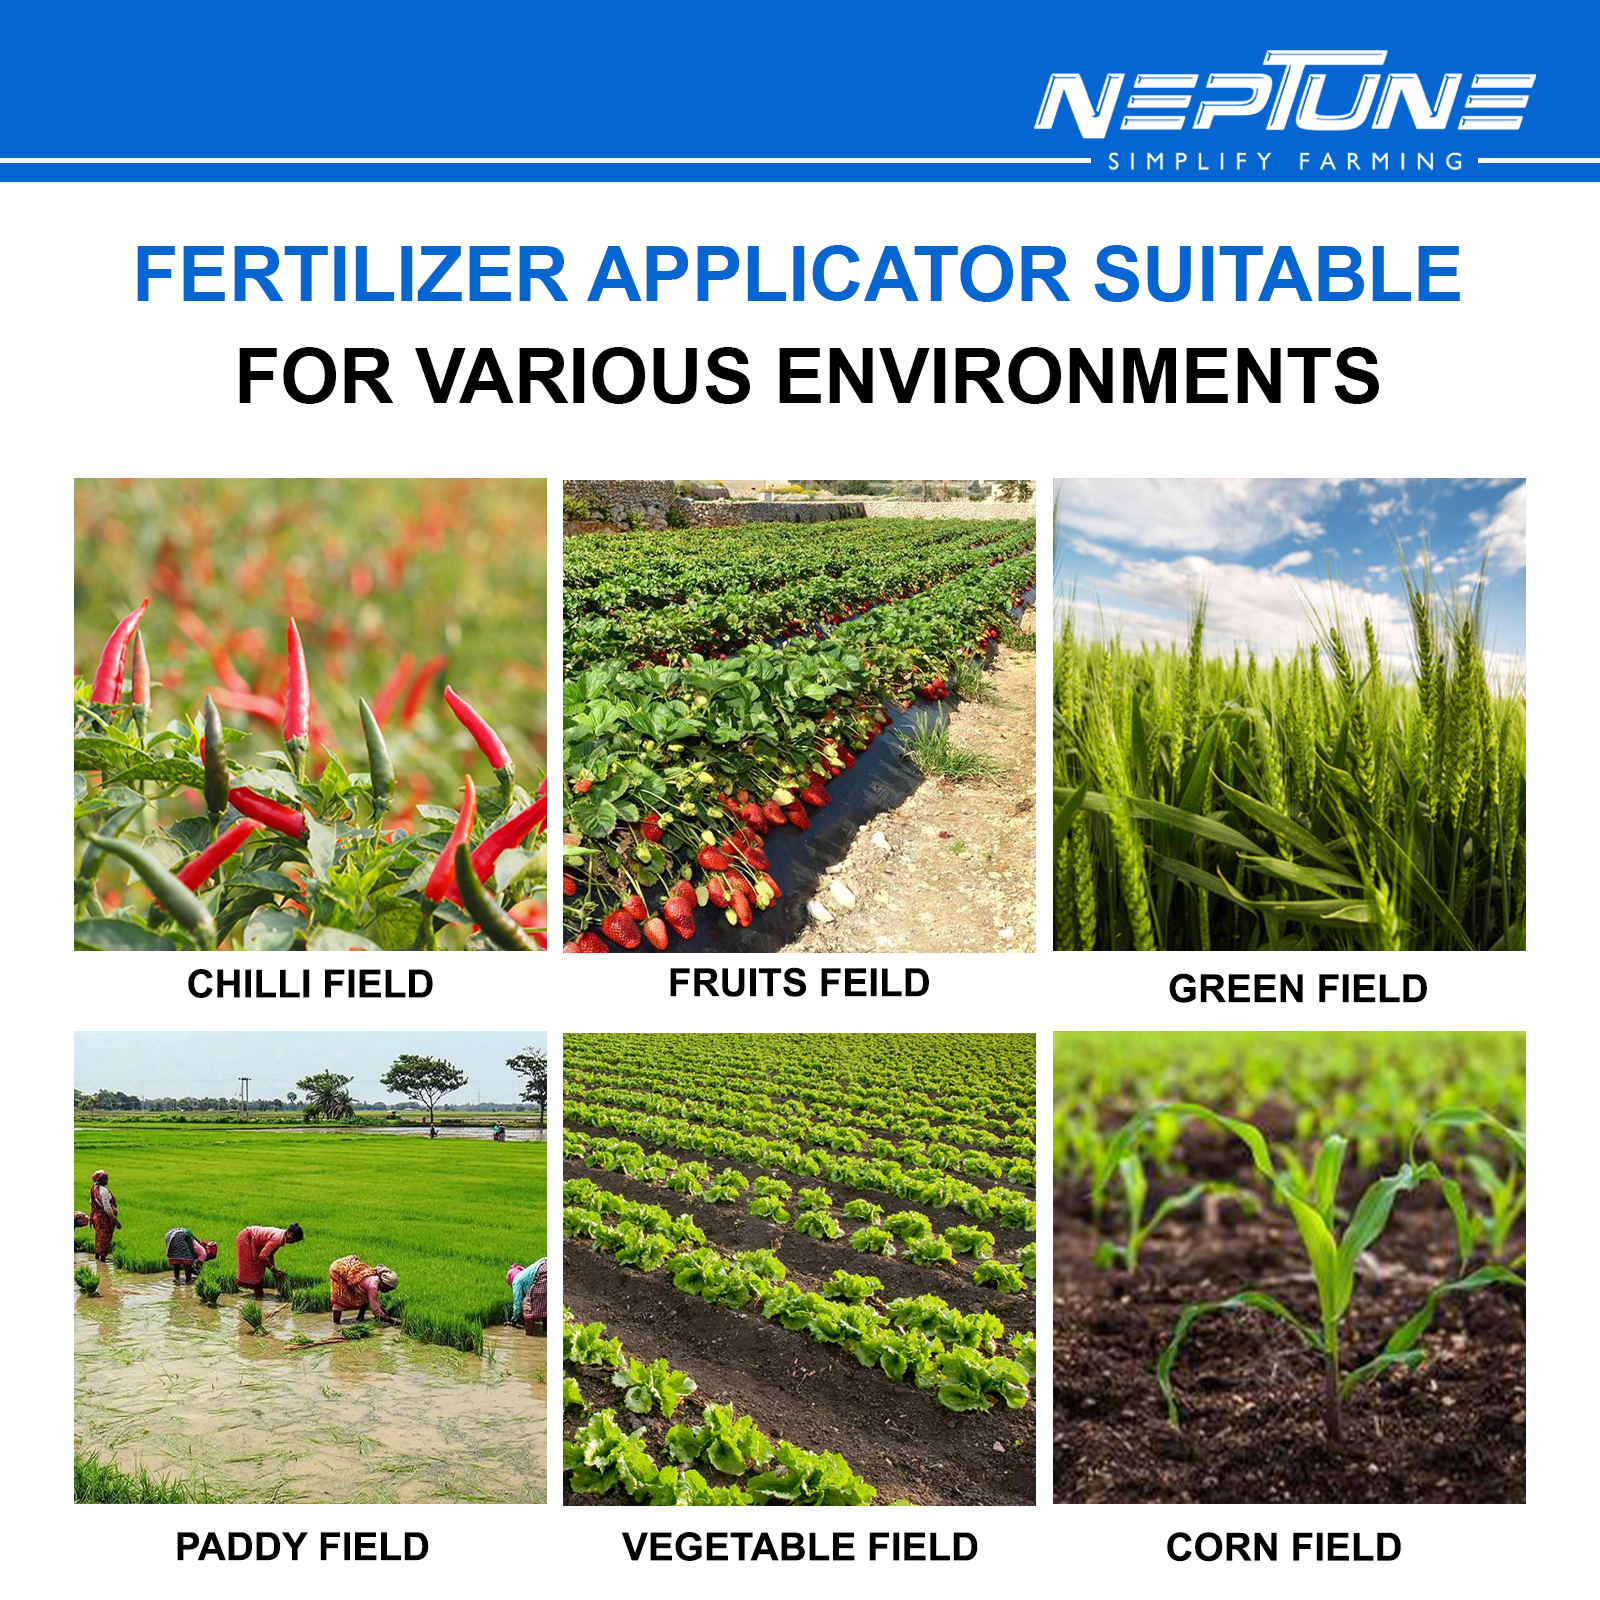 NEPTUNE
SIMPLIFY FARMING
FERTILIZER APPLICATOR SUITABLE
FOR VARIOUS ENVIRONMENTS
CHILLI FIELD
FRUITS FEILD
GREEN FIELD
PADDY FIELD
VEGETABLE FIELD
CORN FIELD